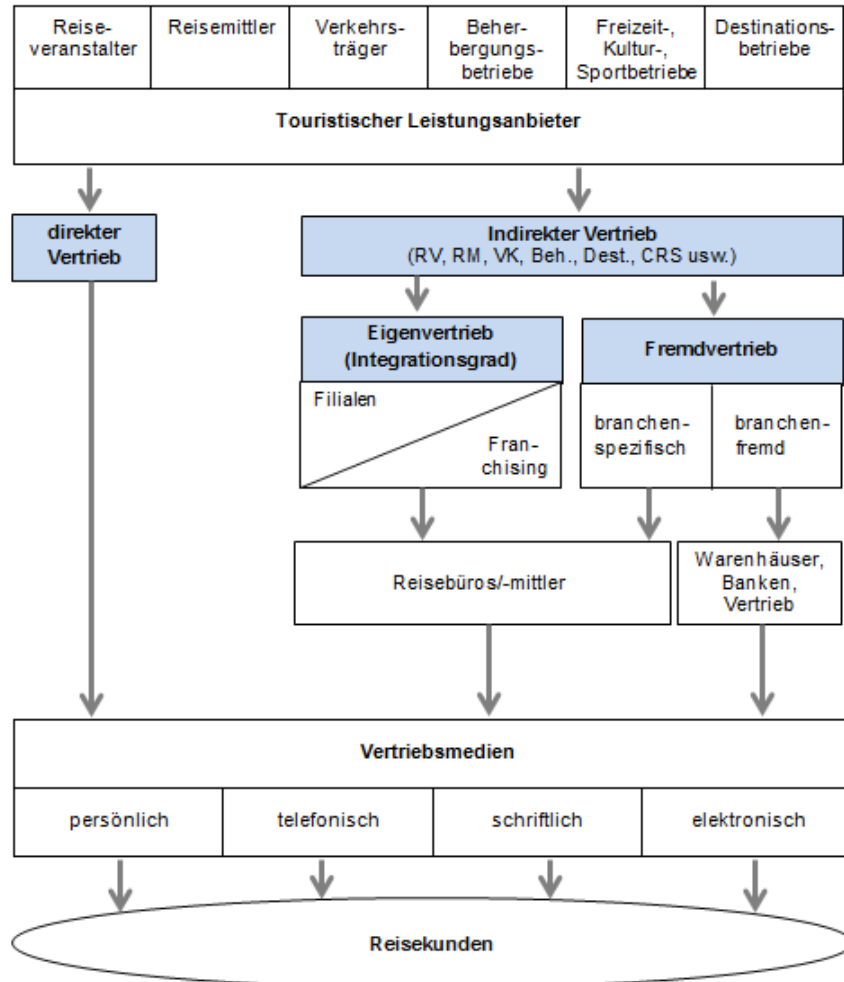 Reise-
veranstalter
Reisemittler
Verkehrs-
träger
Beher-
bergungs-
betriebe
Freizeit-,
Kultur-,
Sportbetriebe
Destinations-
betriebe
Touristischer Leistungsanbieter
direkter
Vertrieb
Indirekter Vertrieb
(RV, RM, VK, Beh., Dest., CRS usw.)
Eigenvertrieb
(Integrationsgrad)
Fremdvertrieb
Filialen
Fran-
chising
branchen-
spezifisch
branchen-
fremd
Reisebüros/-mittler
Warenhäuser,
Banken,
Vertrieb
Vertriebsmedien
persönlich
telefonisch
schriftlich
elektronisch
Reisekunden